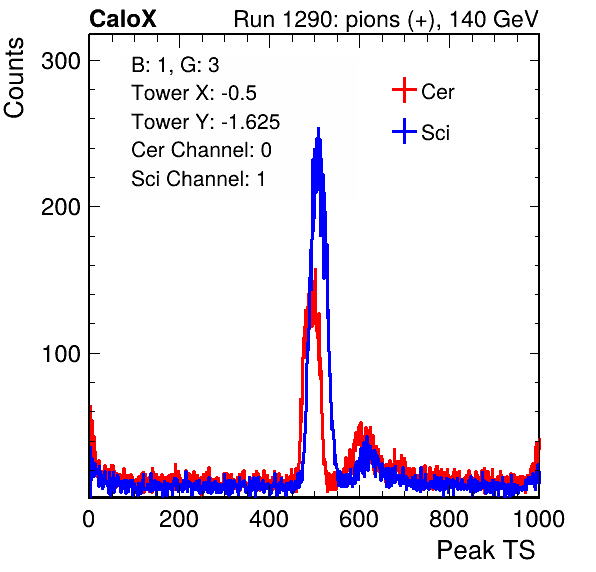 CaloX Run 1290: pions (+), 140 GeV
Counts
B: 1, G: 3
Tower X: -0.5
Tower Y: -1.625
Cer Channel: 0
Sci Channel: 1
Cer
Sci
300
200
100
0 200 400 600 800 1000
Peak TS